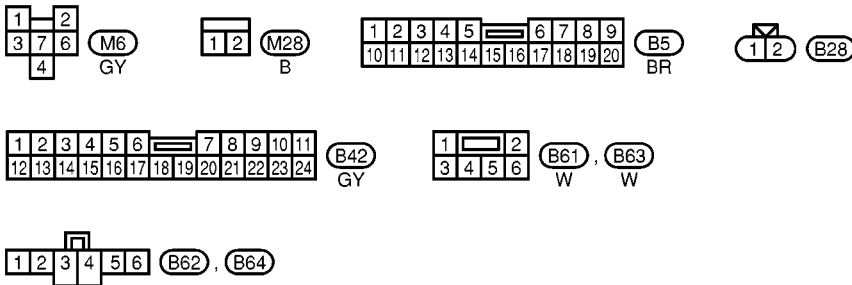 1 2
3 7 6
4
M6
GY
1 2
M28
B
1 2 3 4 5 6 7 8 9
10 11 12 13 14 15 16 17 18 19 20
B5
BR
1 2
B28
1 2 3 4 5 6 7 8 9 10 11
12 13 14 15 16 17 18 19 20 21 22 23 24
B42
GY
1 2
3 4 5 6
B61 , B63
W W
1 2 3 4 5 6
B62 , B64